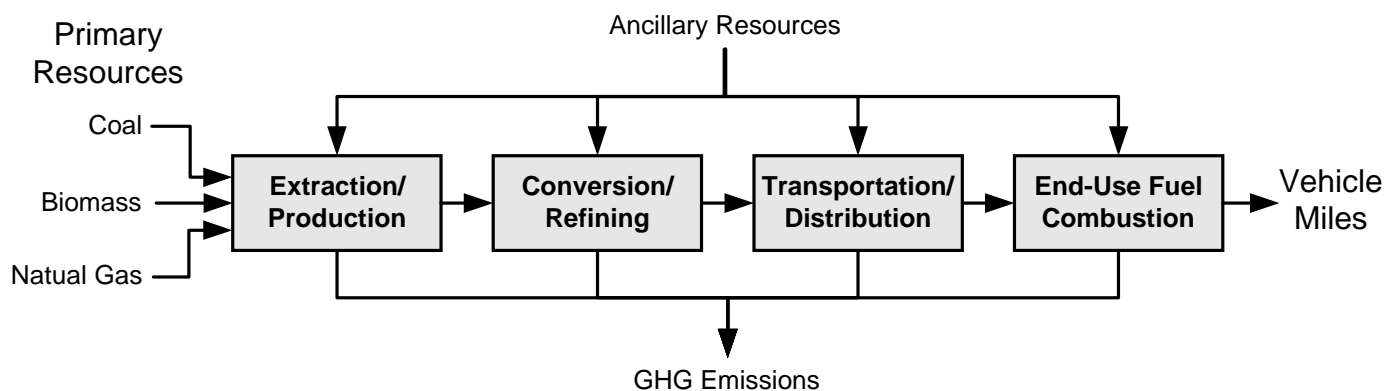 Primary
Resources
Ancillary Resources
Coal
Biomass
Natual Gas
Extraction/
Production
Conversion/
Refining
Transportation/
Distribution
End-Use Fuel
Combustion
Vehicle
Miles
GHG Emissions